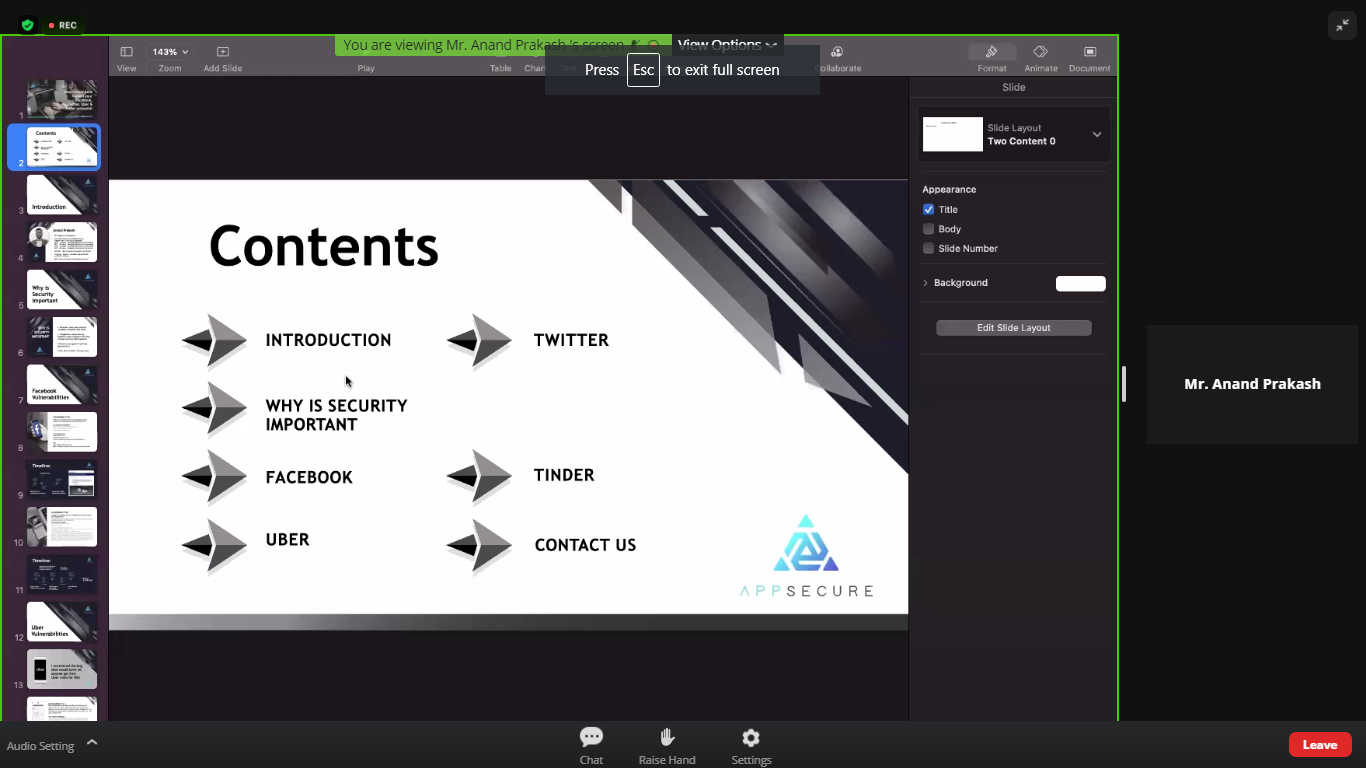 REC
You are viewing Mr. Anand Prakash 's screen
View Options
Press Esc to exit full screen
143%
View
Zoom
Add Slide
Play
Table
Collaborate
Format
Animate
Document
1
2
Contents
3
Introduction
4
Anand Prakash
5
Why is
Security
important
6
7
Facebook
Vulnerabilities
8
9
Timeline:
10
11
Timeline:
12
Uber
Vulnerabilities
13
Contents
INTRODUCTION
TWITTER
WHY IS SECURITY
IMPORTANT
FACEBOOK
TINDER
UBER
CONTACT US
APPSECURE
Slide
Slide Layout
Two Content 0
Appearance
Title
Body
Slide Number
Background
Edit Slide Layout
Mr. Anand Prakash
Audio Setting
Chat
Raise Hand
Settings
Leave